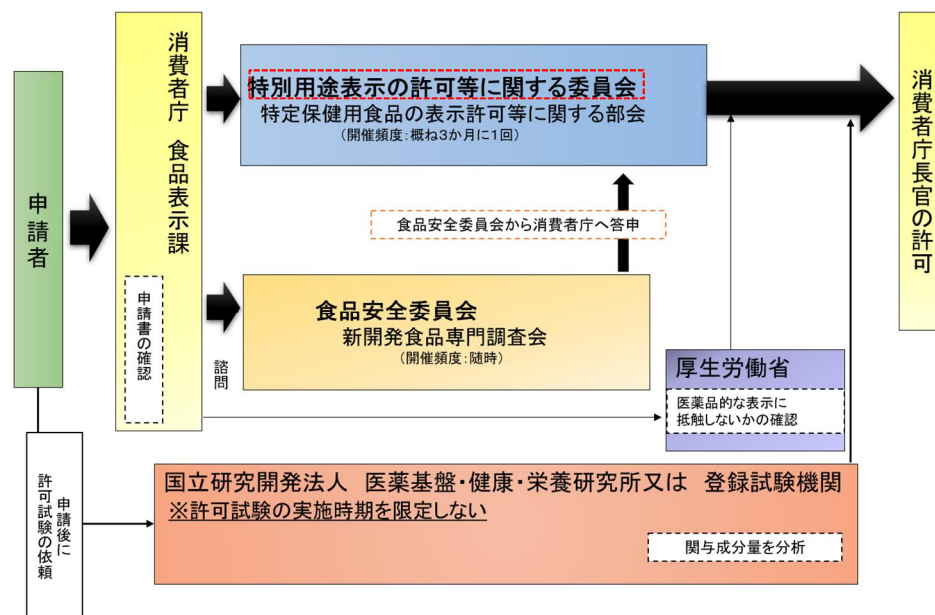 申請者
消費者庁 食品表示課
申請書の確認
特別用途表示の許可等に関する委員会
特定保健用食品の表示許可等に関する部会
(開催頻度:概ね3か月に1回)
食品安全委員会から消費者庁へ答申
諮問
食品安全委員会
新開発食品専門調査会
(開催頻度:随時)
厚生労働省
医薬品的な表示に
抵触しないかの確認
消費者庁長官の許可
申請後に
許可試験の依頼
国立研究開発法人 医薬基盤・健康・栄養研究所又は 登録試験機関
※許可試験の実施時期を限定しない
関与成分量を分析